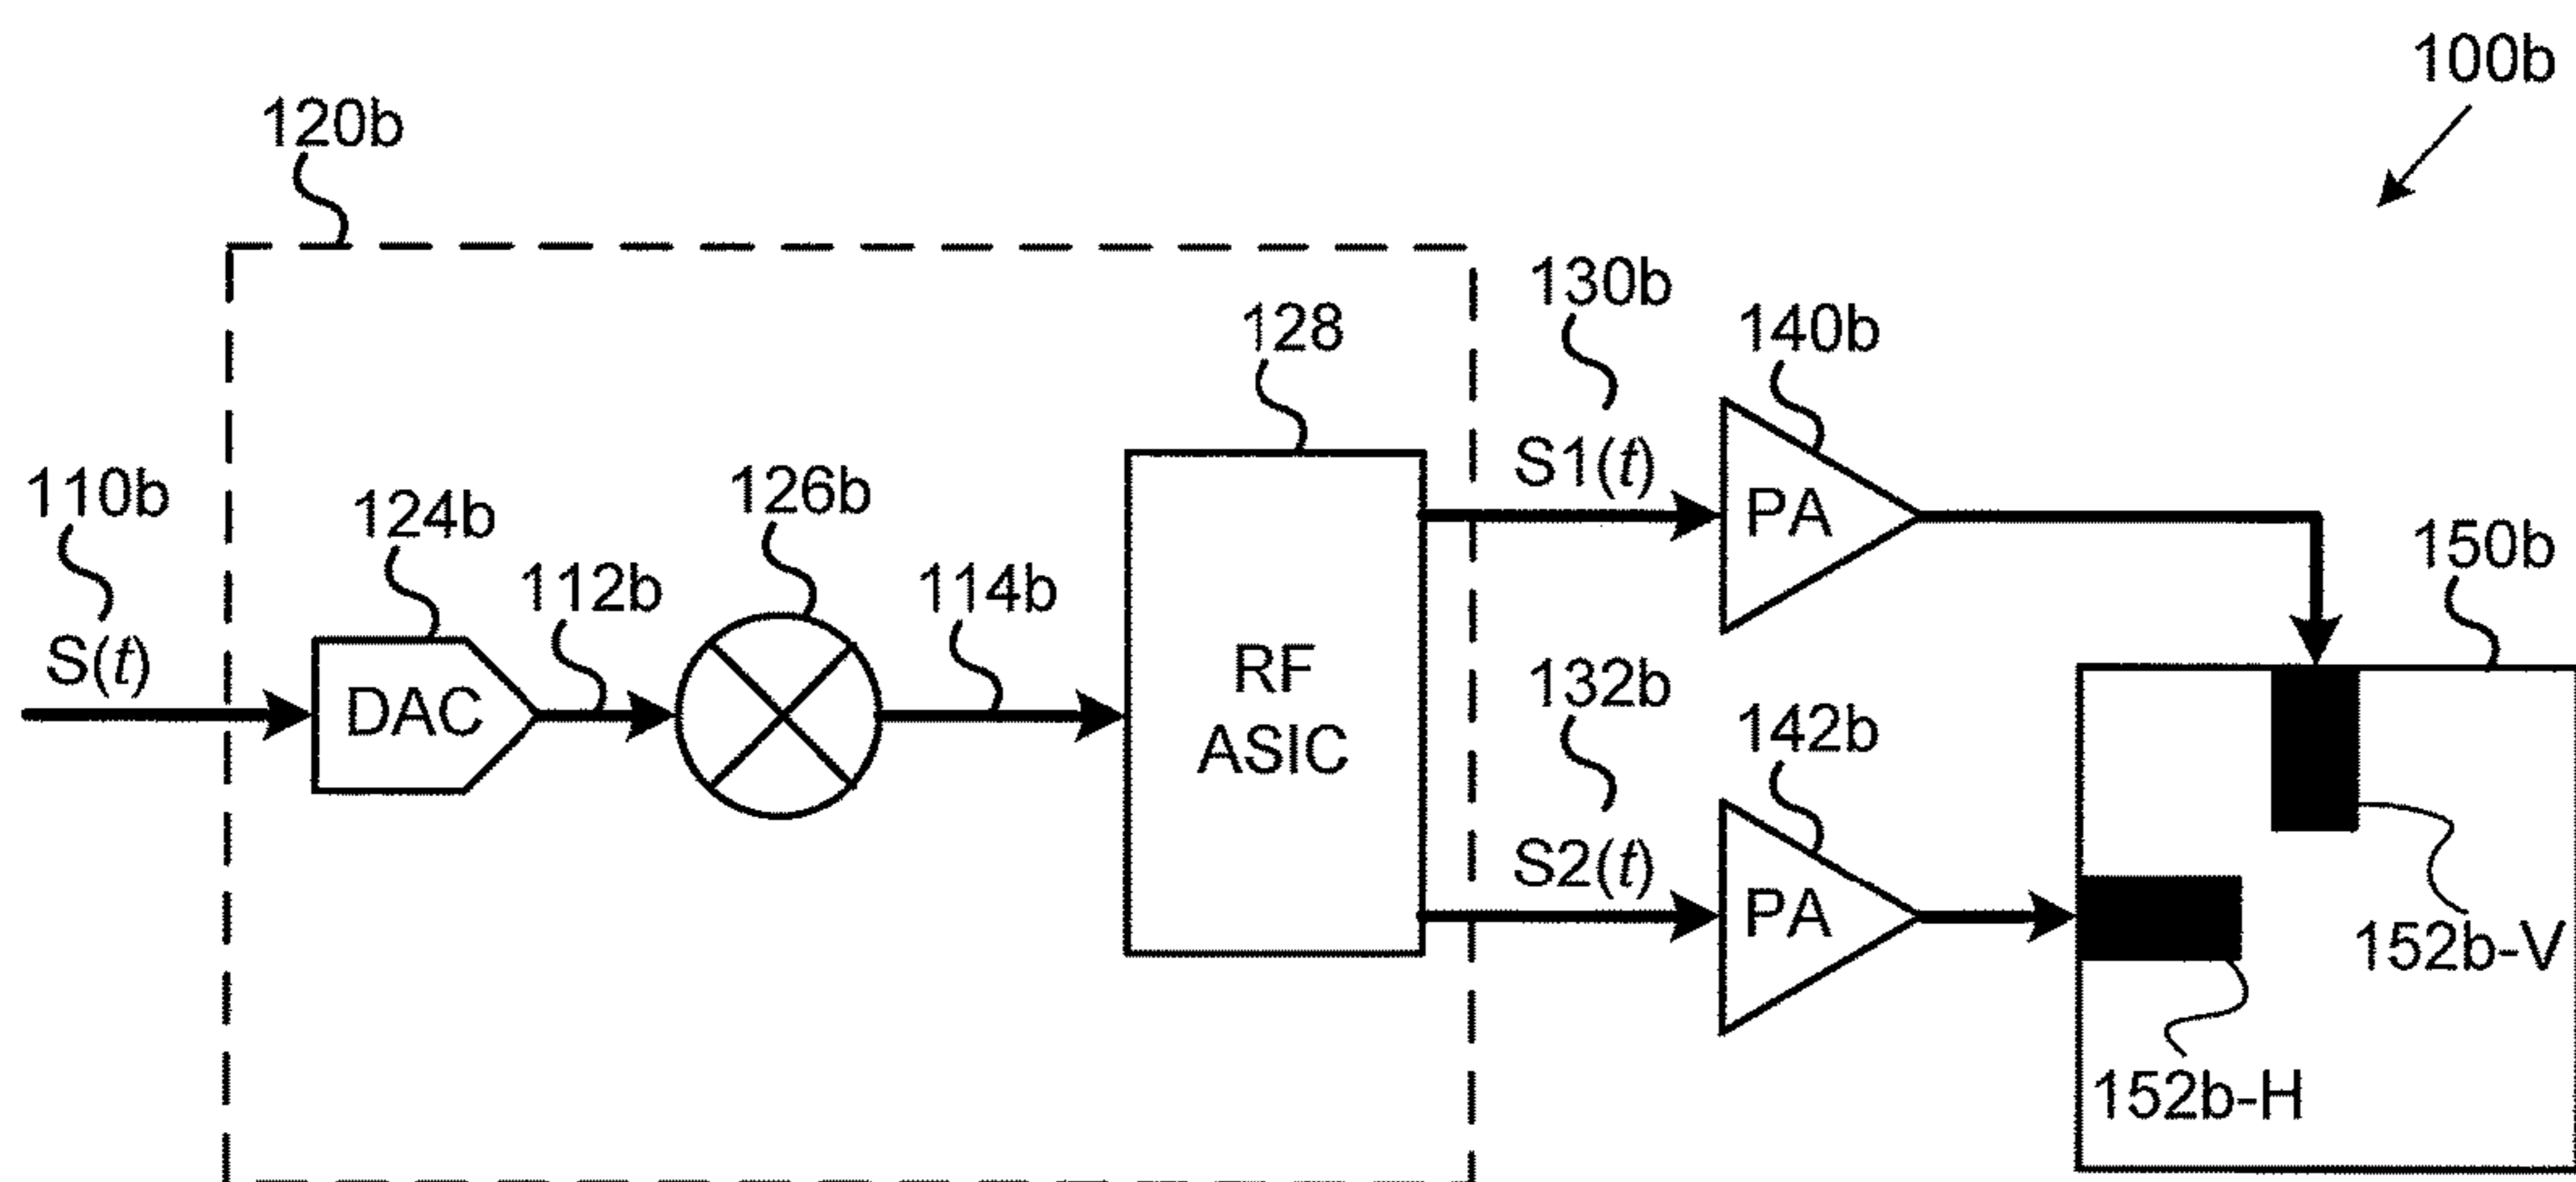 100b
120b
130b
128
140b
110b
124b
126b
S1(t)
112b
114b
PA
150b
S(t)
DAC
RF
ASIC
132b
142b
S2(t)
PA
152b-V
152b-H